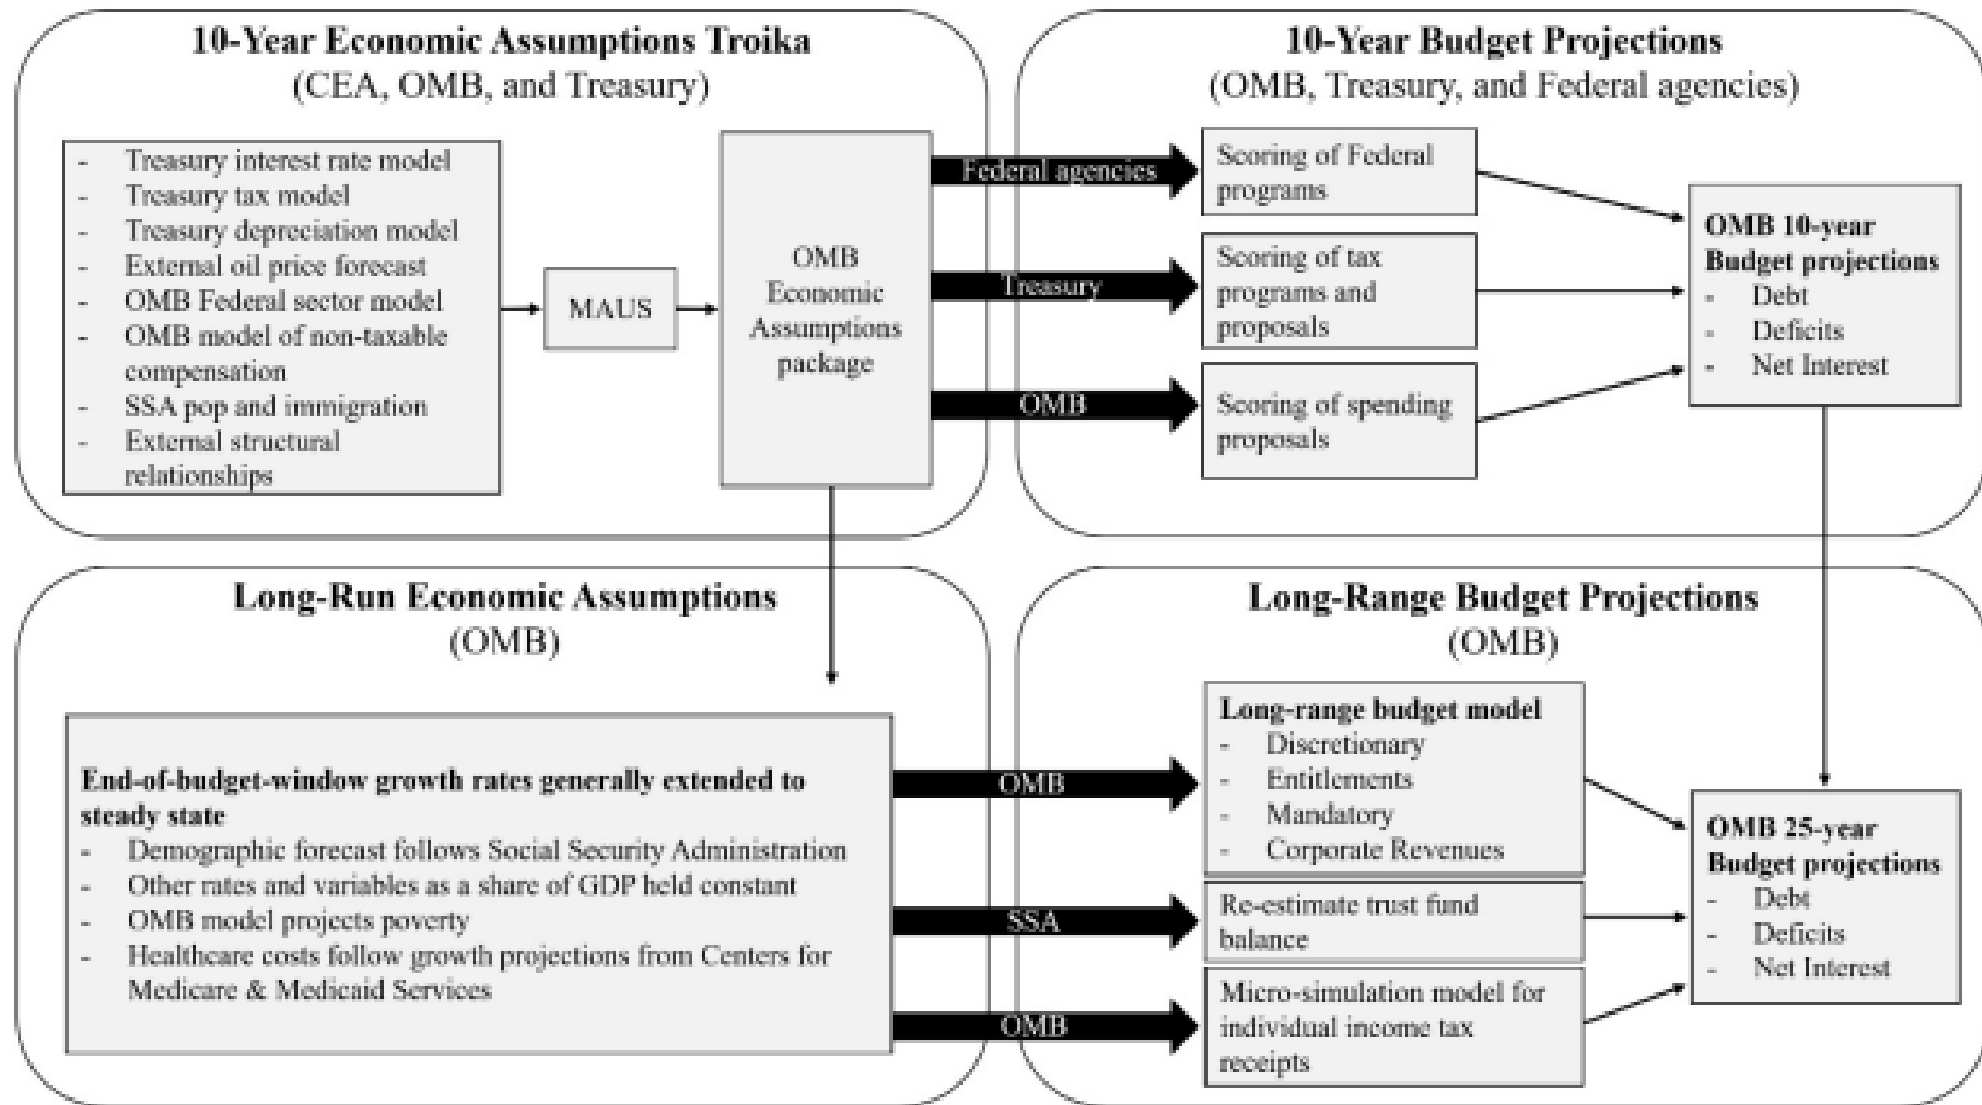 10-Year Economic Assumptions Troika
(CEA, OMB, and Treasury)
- Treasury interest rate model
- Treasury tax model
- Treasury depreciation model
- External oil price forecast
- OMB Federal sector model
- OMB model of non-taxable
compensation
- SSA pop and immigration
- External structural
relationships
MAUS
OMB
Economic
Assumptions
package
10-Year Budget Projections
(OMB, Treasury, and Federal agencies)
Federal agencies
Treasury
OMB
Scoring of Federal
programs
Scoring of tax
programs and
proposals
Scoring of spending
proposals
OMB 10-year
Budget projections
- Debt
- Deficits
- Net Interest
Long-Run Economic Assumptions
(OMB)
End-of-budget-window growth rates generally extended to
steady state
- Demographic forecast follows Social Security Administration
- Other rates and variables as a share of GDP held constant
- OMB model projects poverty
- Healthcare costs follow growth projections from Centers for
Medicare & Medicaid Services
OMB
SSA
OMB
Long-Range Budget Projections
(OMB)
Long-range budget model
- Discretionary
- Entitlements
- Mandatory
- Corporate Revenues
Re-estimate trust fund
balance
Micro-simulation model for
individual income tax
receipts
OMB 25-year
Budget projections
- Debt
- Deficits
- Net Interest